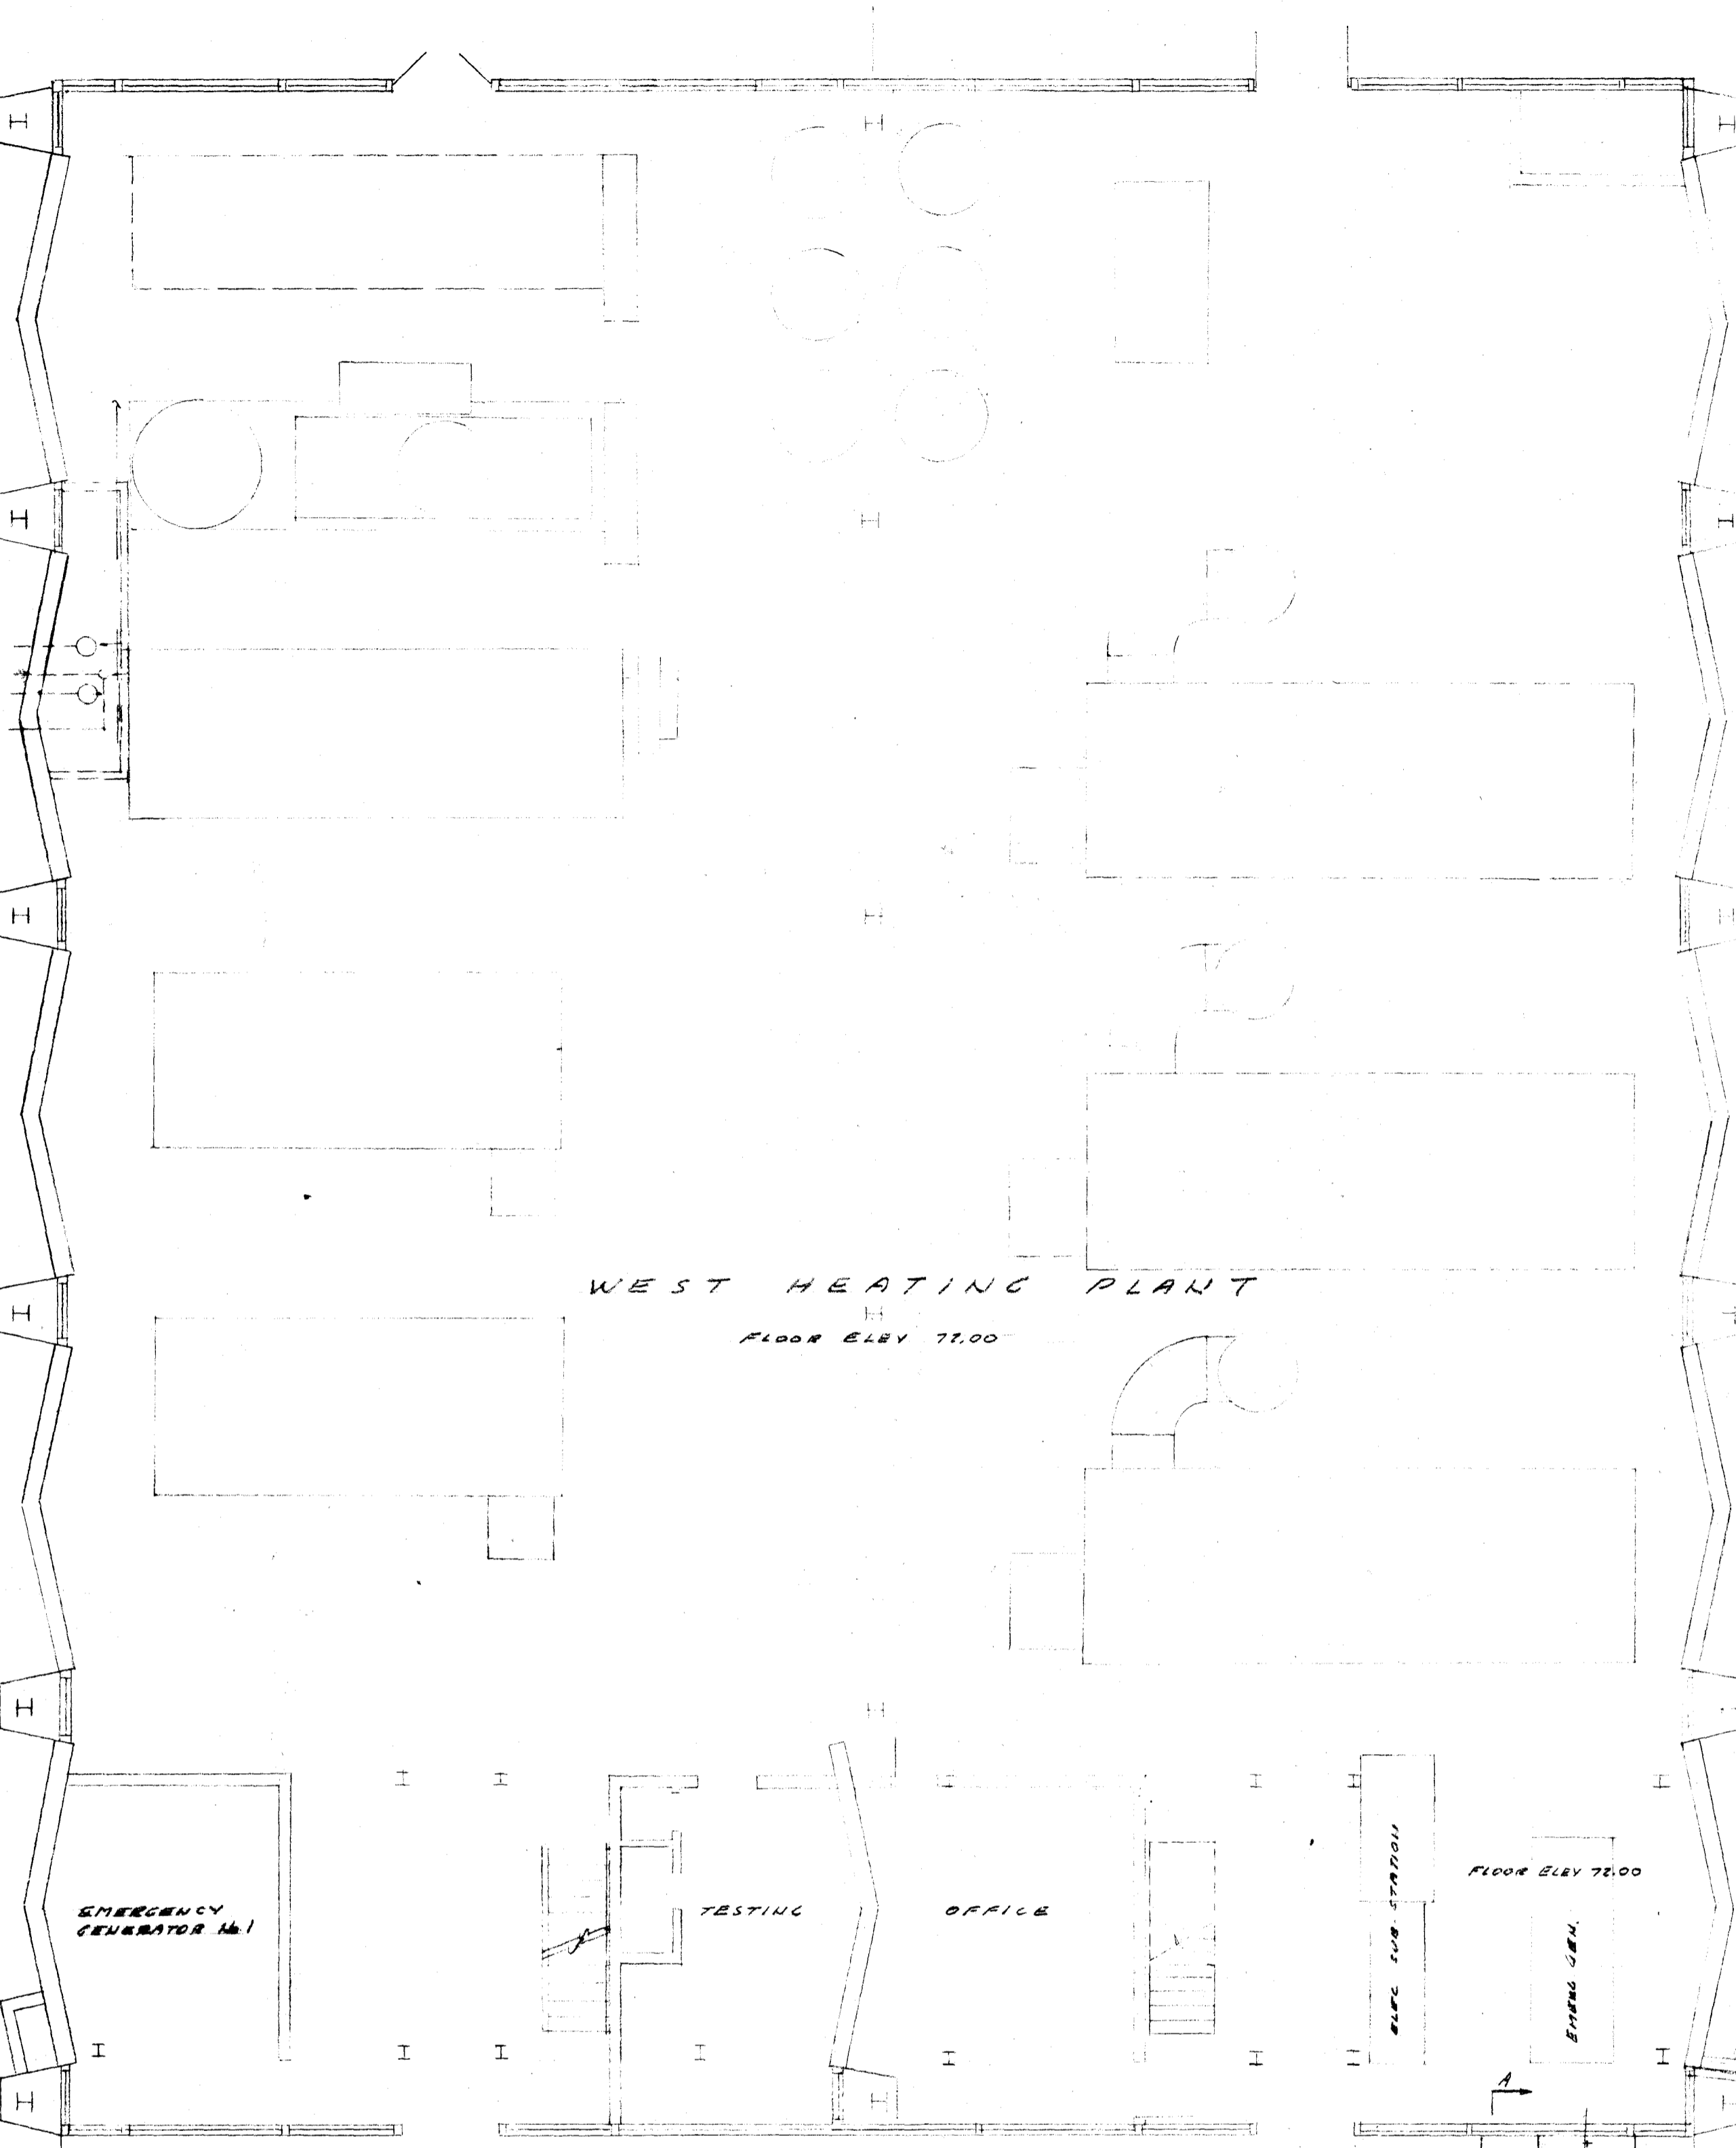 WEST HEATING PLANT
FLOOR ELEV 72.00
EMERGENCY
GENERATOR No. 1
TESTING
OFFICE
ELEC SUB-STATION
FLOOR ELEV 72.00
EMERG GEN.
A